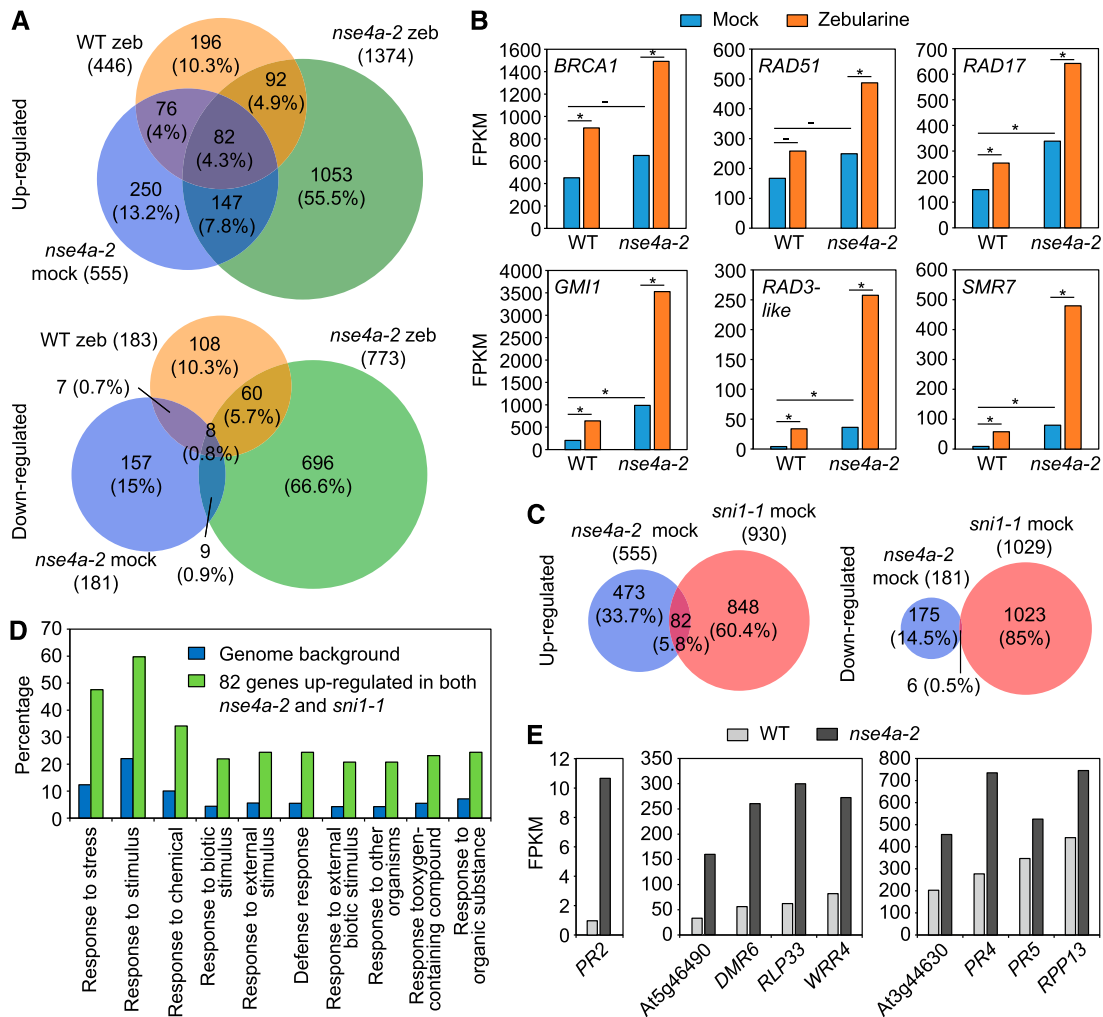 A
WT zeb
(446)
196
(10.3%)
nse4a-2 zeb
(1374)
92
(4.9%)
76
(4%)
82
(4.3%)
1053
(55.5%)
250
(13.2%)
147
(7.8%)
nse4a-2
mock (555)
Up-regulated
WT zeb (183)
108
(10.3%)
nse4a-2 zeb
(773)
7 (0.7%)
60
(5.7%)
8
(0.8%)
157
(15%)
696
(66.6%)
9
(0.9%)
nse4a-2 mock
(181)
Down-regulated
B
Mock
Zebularine
FPKM
1600
1400
1200
1000
800
600
400
200
0
BRCA1
*
–
*
WT
nse4a-2
600
500
400
300
200
100
0
RAD51
*
–
–
WT
nse4a-2
700
600
500
400
300
200
100
0
RAD17
*
*
*
WT
nse4a-2
FPKM
4000
3500
3000
2500
2000
1500
1000
500
0
GMI1
*
*
*
WT
nse4a-2
300
250
200
150
100
50
0
RAD3-
like
*
*
*
WT
nse4a-2
600
500
400
300
200
100
0
SMR7
*
*
*
WT
nse4a-2
C
Up-regulated
nse4a-2 mock
(555)
sni1-1 mock
(930)
473
(33.7%)
82
(5.8%)
848
(60.4%)
Down-regulated
nse4a-2
mock (181)
sni1-1 mock
(1029)
175
(14.5%)
1023
(85%)
6 (0.5%)
D
Percentage
70
60
50
40
30
20
10
0
Genome background
82 genes up-regulated in both
nse4a-2 and sni1-1
Response to stress
Response to stimulus
Response to chemical
Response to biotic
stimulus
Response to external
stimulus
Defense response
Response to external
biotic stimulus
Response to other
organisms
Response tooxygen-
containing compound
Response to
organic substance
E
WT
nse4a-2
FPKM
12
10
8
6
4
2
0
PR2
350
300
250
200
150
100
50
0
At5g46490
DMR6
RLP33
WRR4
800
700
600
500
400
300
200
100
0
At3g44630
PR4
PR5
RPP13